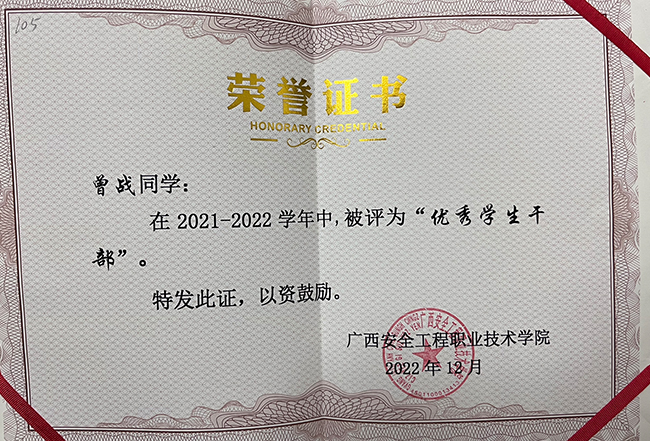 105
荣誉证书
HONORARY CREDENTIAL
曾战同学：
在 2021-2022 学年中,被评为“优秀学生干
部”。
特发此证，以资鼓励。
广西安全工程职业技术学院
2022 年 12 月